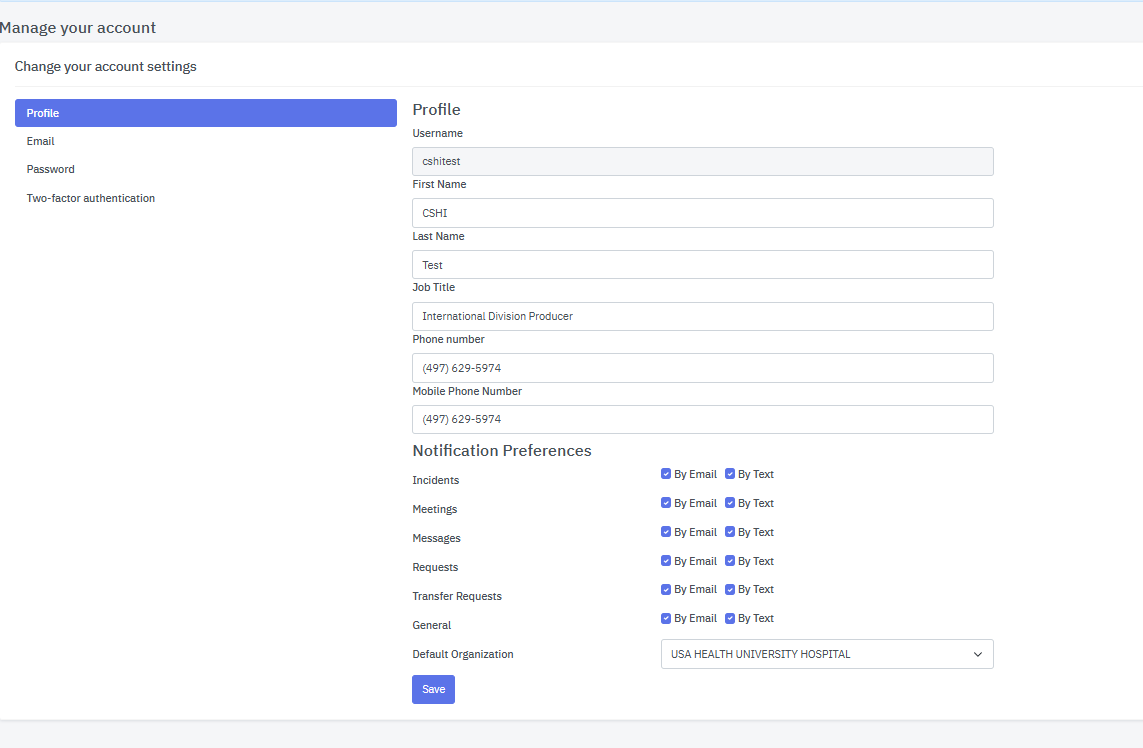 Manage your account
Change your account settings
Profile
Email
Password
Two-factor authentication
Profile
Username
cshitest
First Name
CSHI
Last Name
Test
Job Title
International Division Producer
Phone number
(497) 629-5974
Mobile Phone Number
(497) 629-5974
Notification Preferences
Incidents By Email By Text
Meetings By Email By Text
Messages By Email By Text
Requests By Email By Text
Transfer Requests By Email By Text
General By Email By Text
Default Organization USA HEALTH UNIVERSITY HOSPITAL
Save